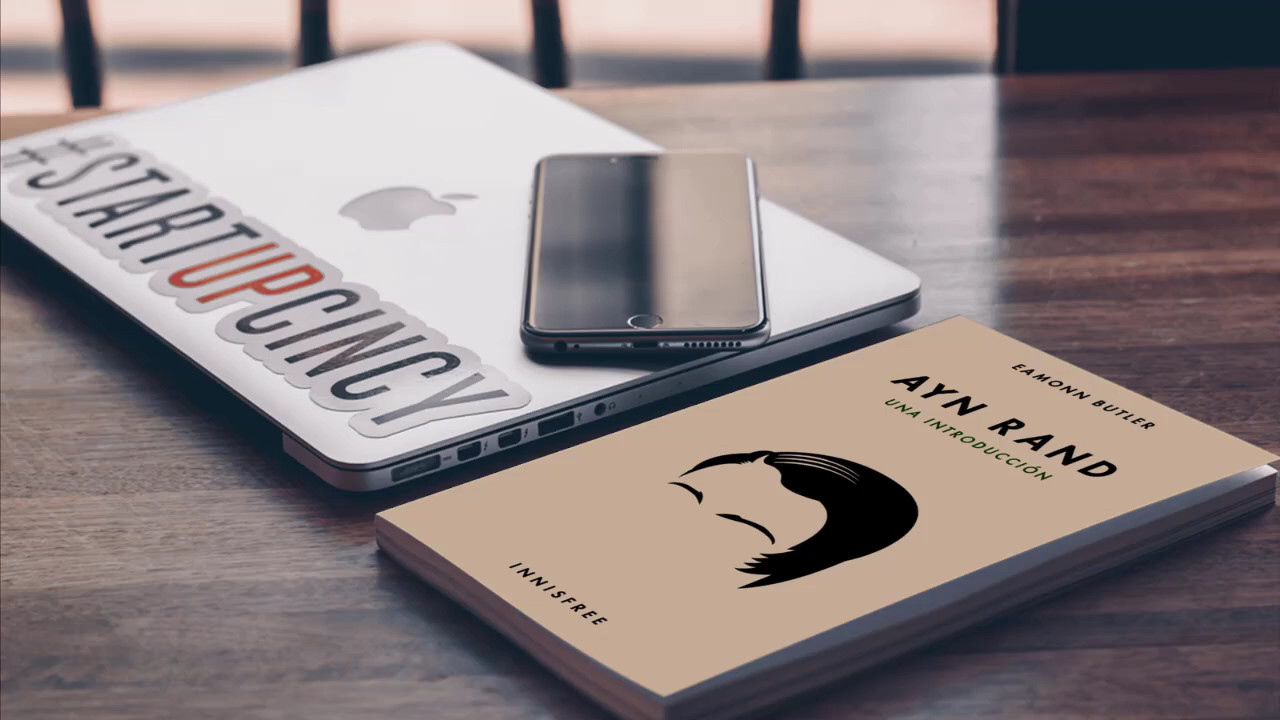 #STARTUPCINCY
EAMONN BUTLER
AYN RAND
UNA INTRODUCCIÓN
INNISFREE